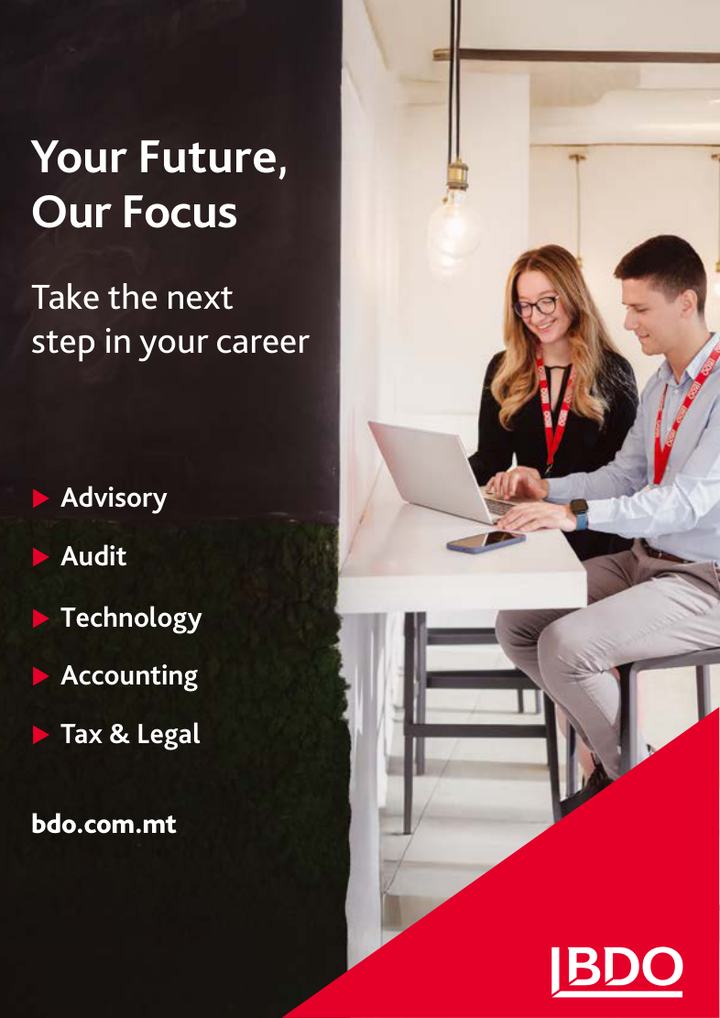 Your Future,
Our Focus
Take the next
step in your career
Advisory
Audit
Technology
Accounting
Tax & Legal
bdo.com.mt
BDO